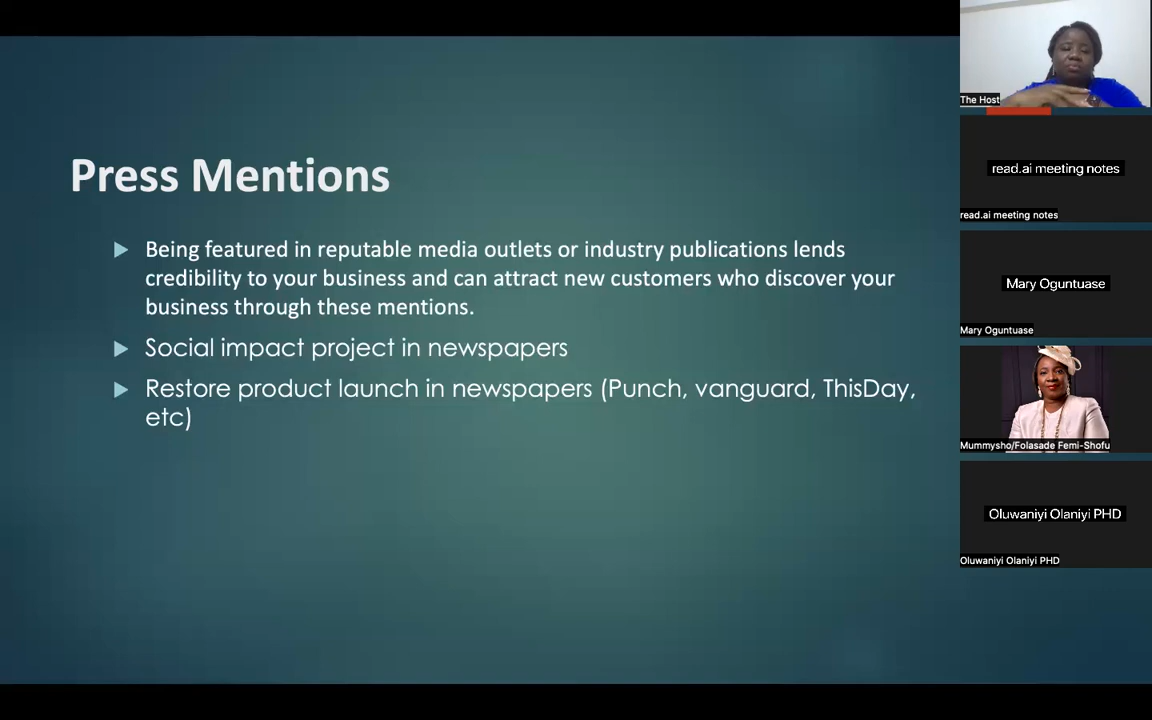 Press Mentions
Being featured in reputable media outlets or industry publications lends
credibility to your business and can attract new customers who discover your
business through these mentions.
Social impact project in newspapers
Restore product launch in newspapers (Punch, vanguard, ThisDay,
etc)
The Host
read.ai meeting notes
read.ai meeting notes
Mary Oguntuase
Mary Oguntuase
Mummysho/Folasade Femi-Shofu
Oluwaniyi Olaniyi PHD
Oluwaniyi Olaniyi PHD